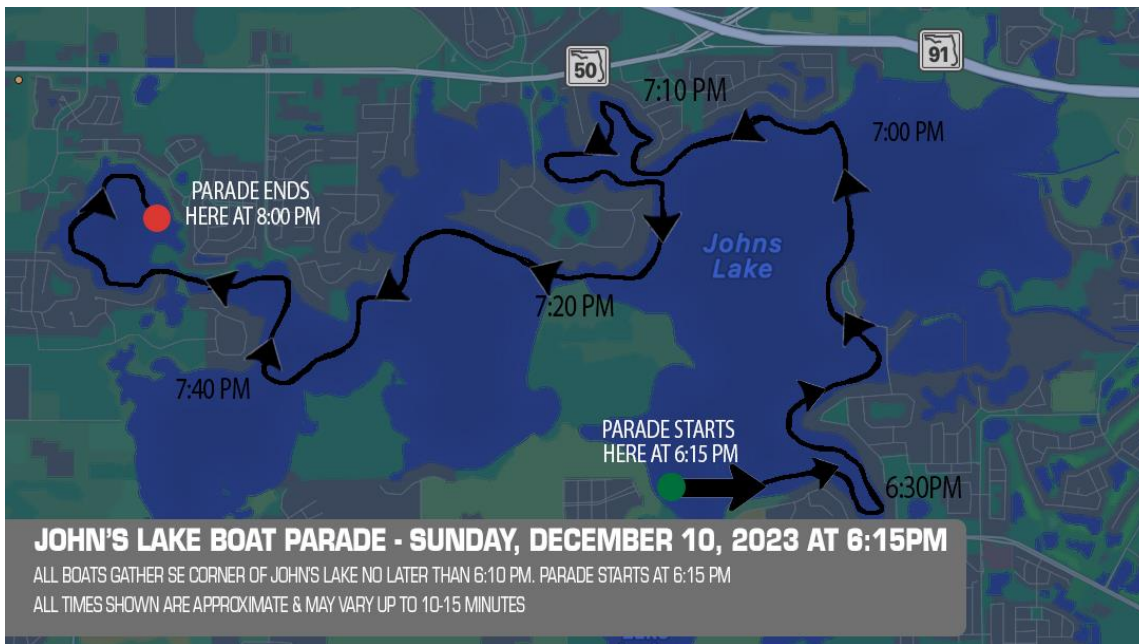 50
91
7:10 PM
7:00 PM
PARADE ENDS
HERE AT 8:00 PM
Johns
Lake
7:20 PM
7:40 PM
PARADE STARTS
HERE AT 6:15 PM
6:30PM
JOHN'S LAKE BOAT PARADE - SUNDAY, DECEMBER 10, 2023 AT 6:15PM
ALL BOATS GATHER SE CORNER OF JOHN'S LAKE NO LATER THAN 6:10 PM. PARADE STARTS AT 6:15 PM
ALL TIMES SHOWN ARE APPROXIMATE & MAY VARY UP TO 10-15 MINUTES